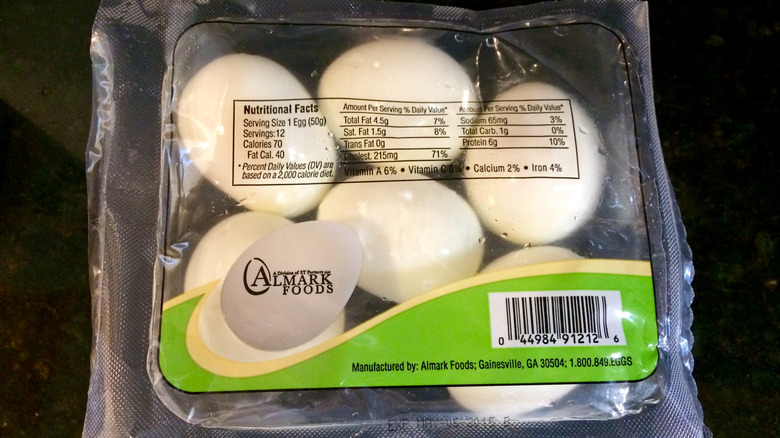 Nutritional Facts
Serving Size 1 Egg (50g)
Servings:12
Calories 70
Fat Cal. 40
*Percent Daily Values (DV) are
based on a 2,000 calorie diet.
Amount Per Serving % Daily Value*
Total Fat 4.5g 7%
Sat. Fat 1.5g 8%
Trans Fat 0g
Cholest. 215mg 71%
Amount Per Serving % Daily Value*
Sodium 65mg 3%
Total Carb. 1g 0%
Protein 6g 10%
Vitamin A 6% • Vitamin C 0% • Calcium 2% • Iron 4%
ALMARK
FOODS
0 44984 91212 6
Manufactured by: Almark Foods; Gainesville, GA 30504; 1.800.849.EGGS
EXP